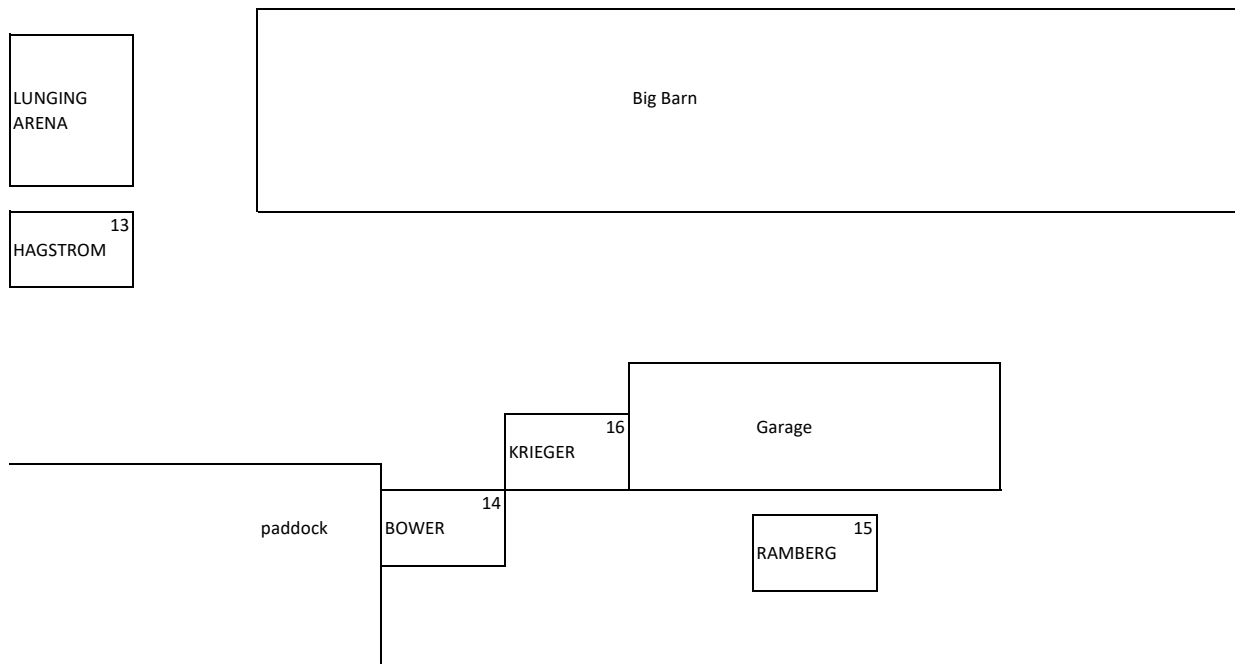 LUNGING
ARENA
Big Barn
13
HAGSTROM
16
Garage
KRIEGER
14
paddock
BOWER
15
RAMBERG